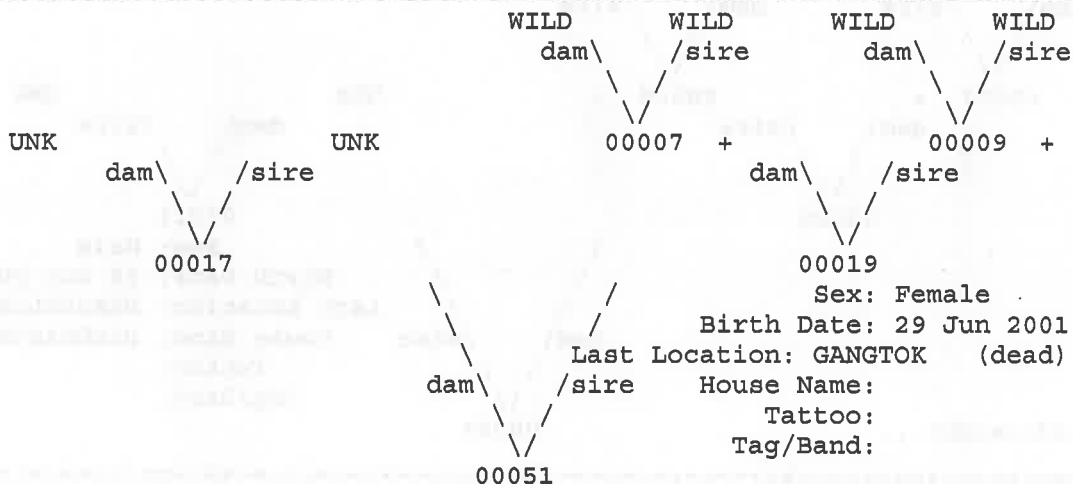 WILD WILD WILD WILD
dam\ /sire dam\ /sire
\ / \ /
\/ \/
UNK UNK 00007 + 00009 +
dam\ /sire dam\ /sire
\ / \ /
\/ \/
00017 00019
\ / Sex: Female
\ / Birth Date: 29 Jun 2001
\ / Last Location: GANGTOK (dead)
dam\ /sire House Name:
\ / Tattoo:
\/ Tag/Band:
00051